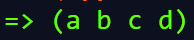 => (a b c d)